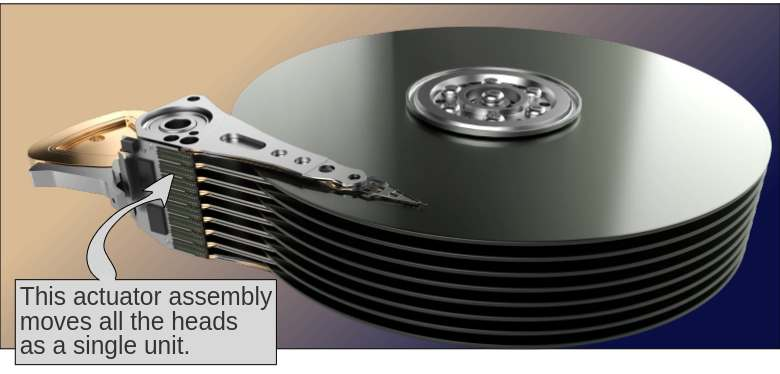 This actuator assembly
moves all the heads
as a single unit.